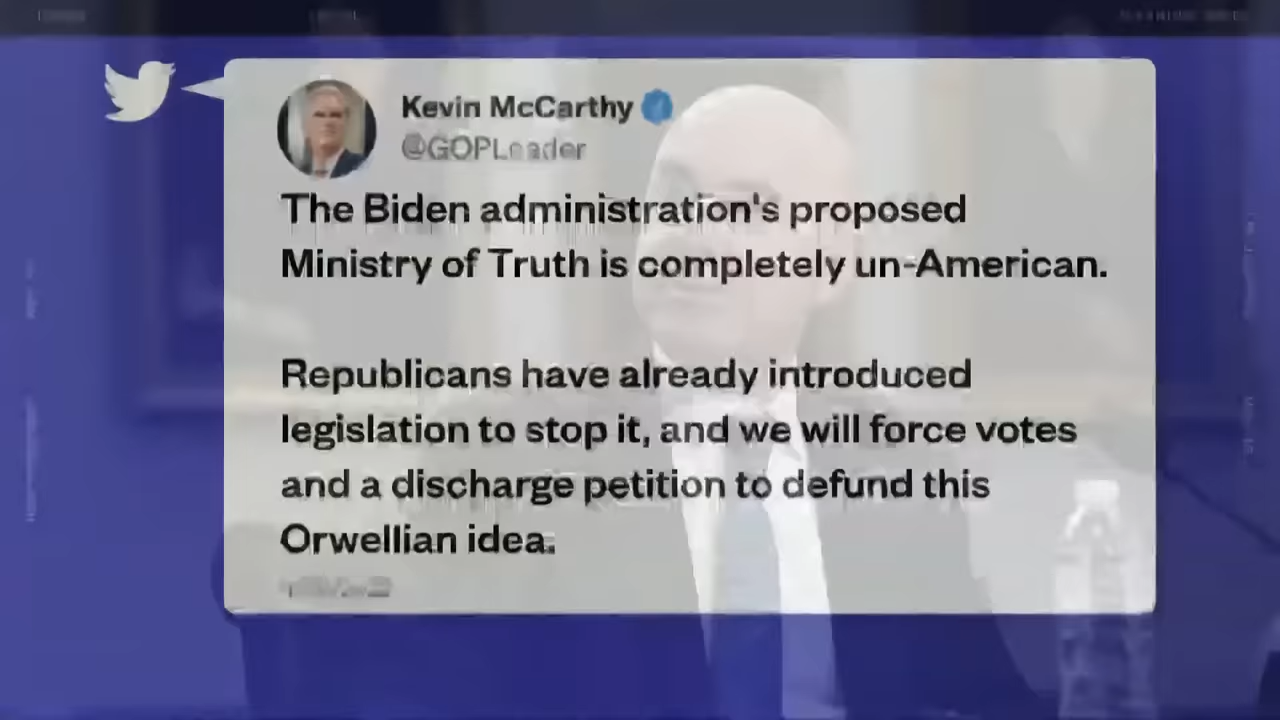 Kevin McCarthy
@GOPLeader
The Biden administration's proposed
Ministry of Truth is completely un-American.
Republicans have already introduced
legislation to stop it, and we will force votes
and a discharge petition to defund this
Orwellian idea.